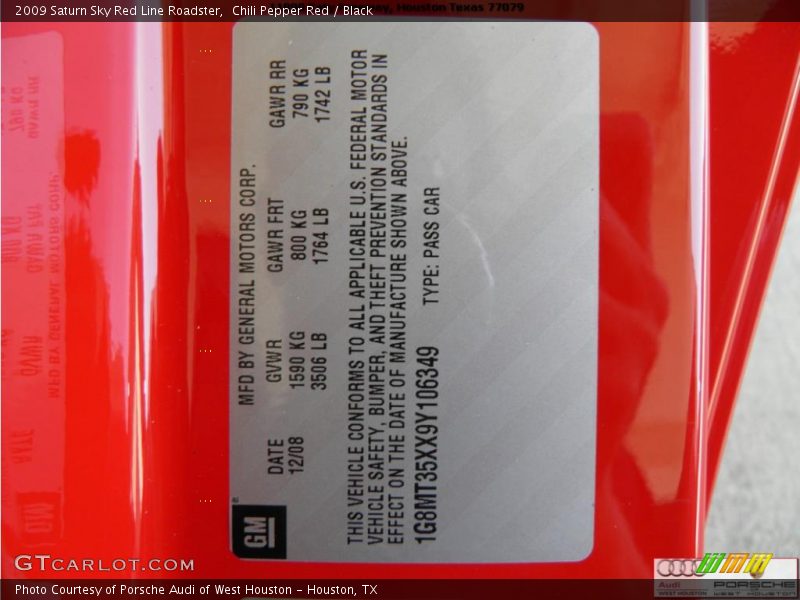 2009 Saturn Sky Red Line Roadster,  Chili Pepper Red / Black
Houston Texas 77079
MFD BY GENERAL MOTORS CORP.
DATE GVWR GAWR FRT GAWR RR
12/08 1590 KG 800 KG 790 KG
3506 LB 1764 LB 1742 LB
THIS VEHICLE CONFORMS TO ALL APPLICABLE U.S. FEDERAL MOTOR
VEHICLE SAFETY, BUMPER, AND THEFT PREVENTION STANDARDS IN
EFFECT ON THE DATE OF MANUFACTURE SHOWN ABOVE.
1G8MT35XX9Y106349 TYPE: PASS CAR
GM
GTCARLOT.COM
Audi PORSCHE
WEST HOUSTON WEST HOUSTON
Photo Courtesy of Porsche Audi of West Houston - Houston, TX